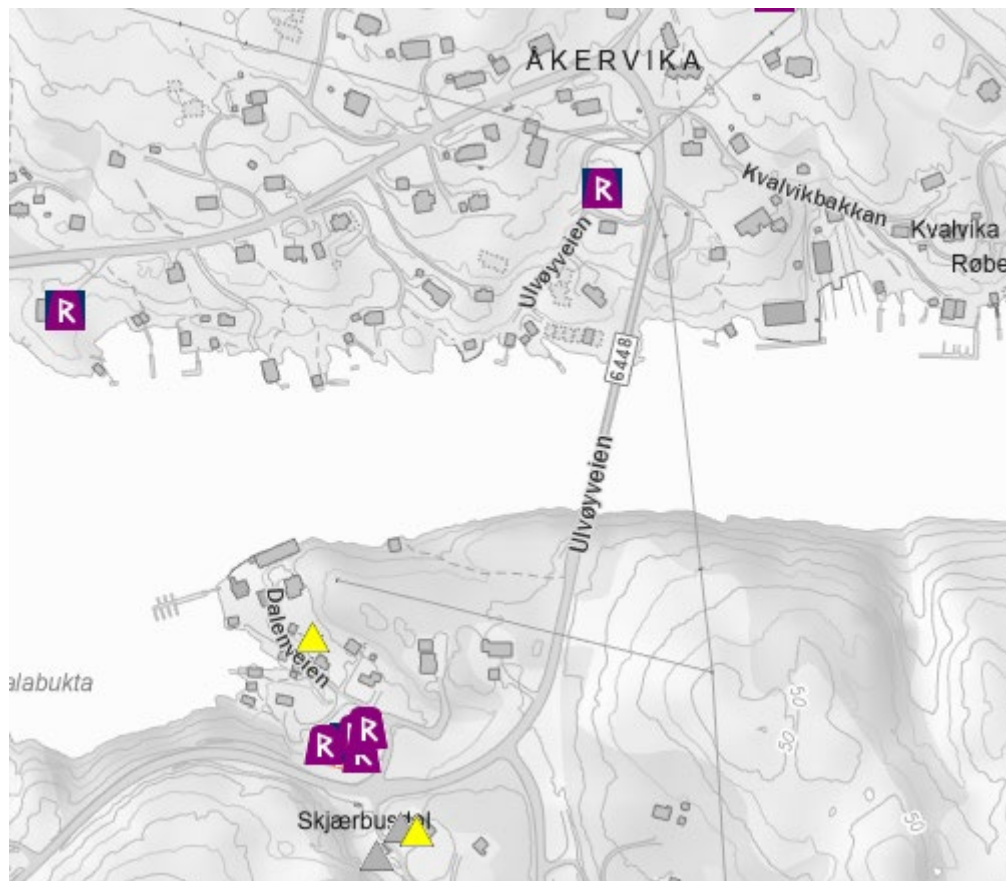 ÅKERVIKA
R
Kvalvikbakkan
Kvalvika
Røbe
Ulvøyveien
R
6448
Ulvøyveien
Dalenveien
alabukta
R
R
R
50
50
50